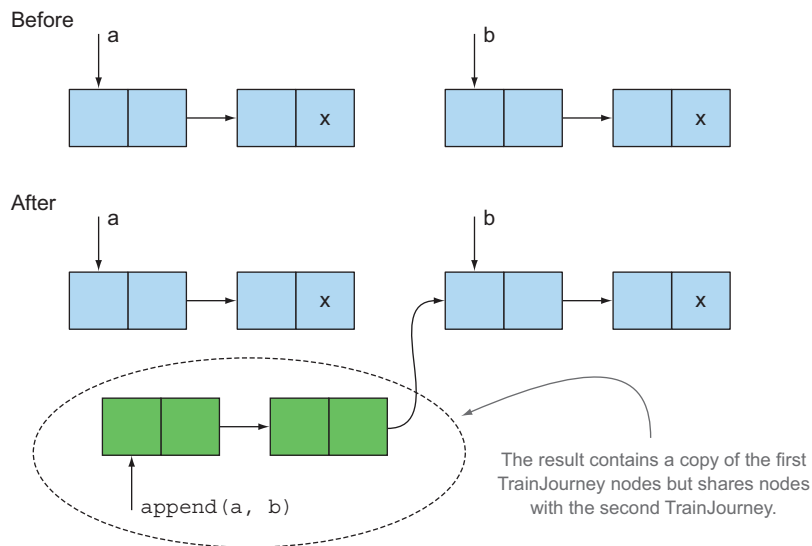 Before
a
b
x
x
After
a
b
x
x
append(a, b)
The result contains a copy of the first
TrainJourney nodes but shares nodes
with the second TrainJourney.